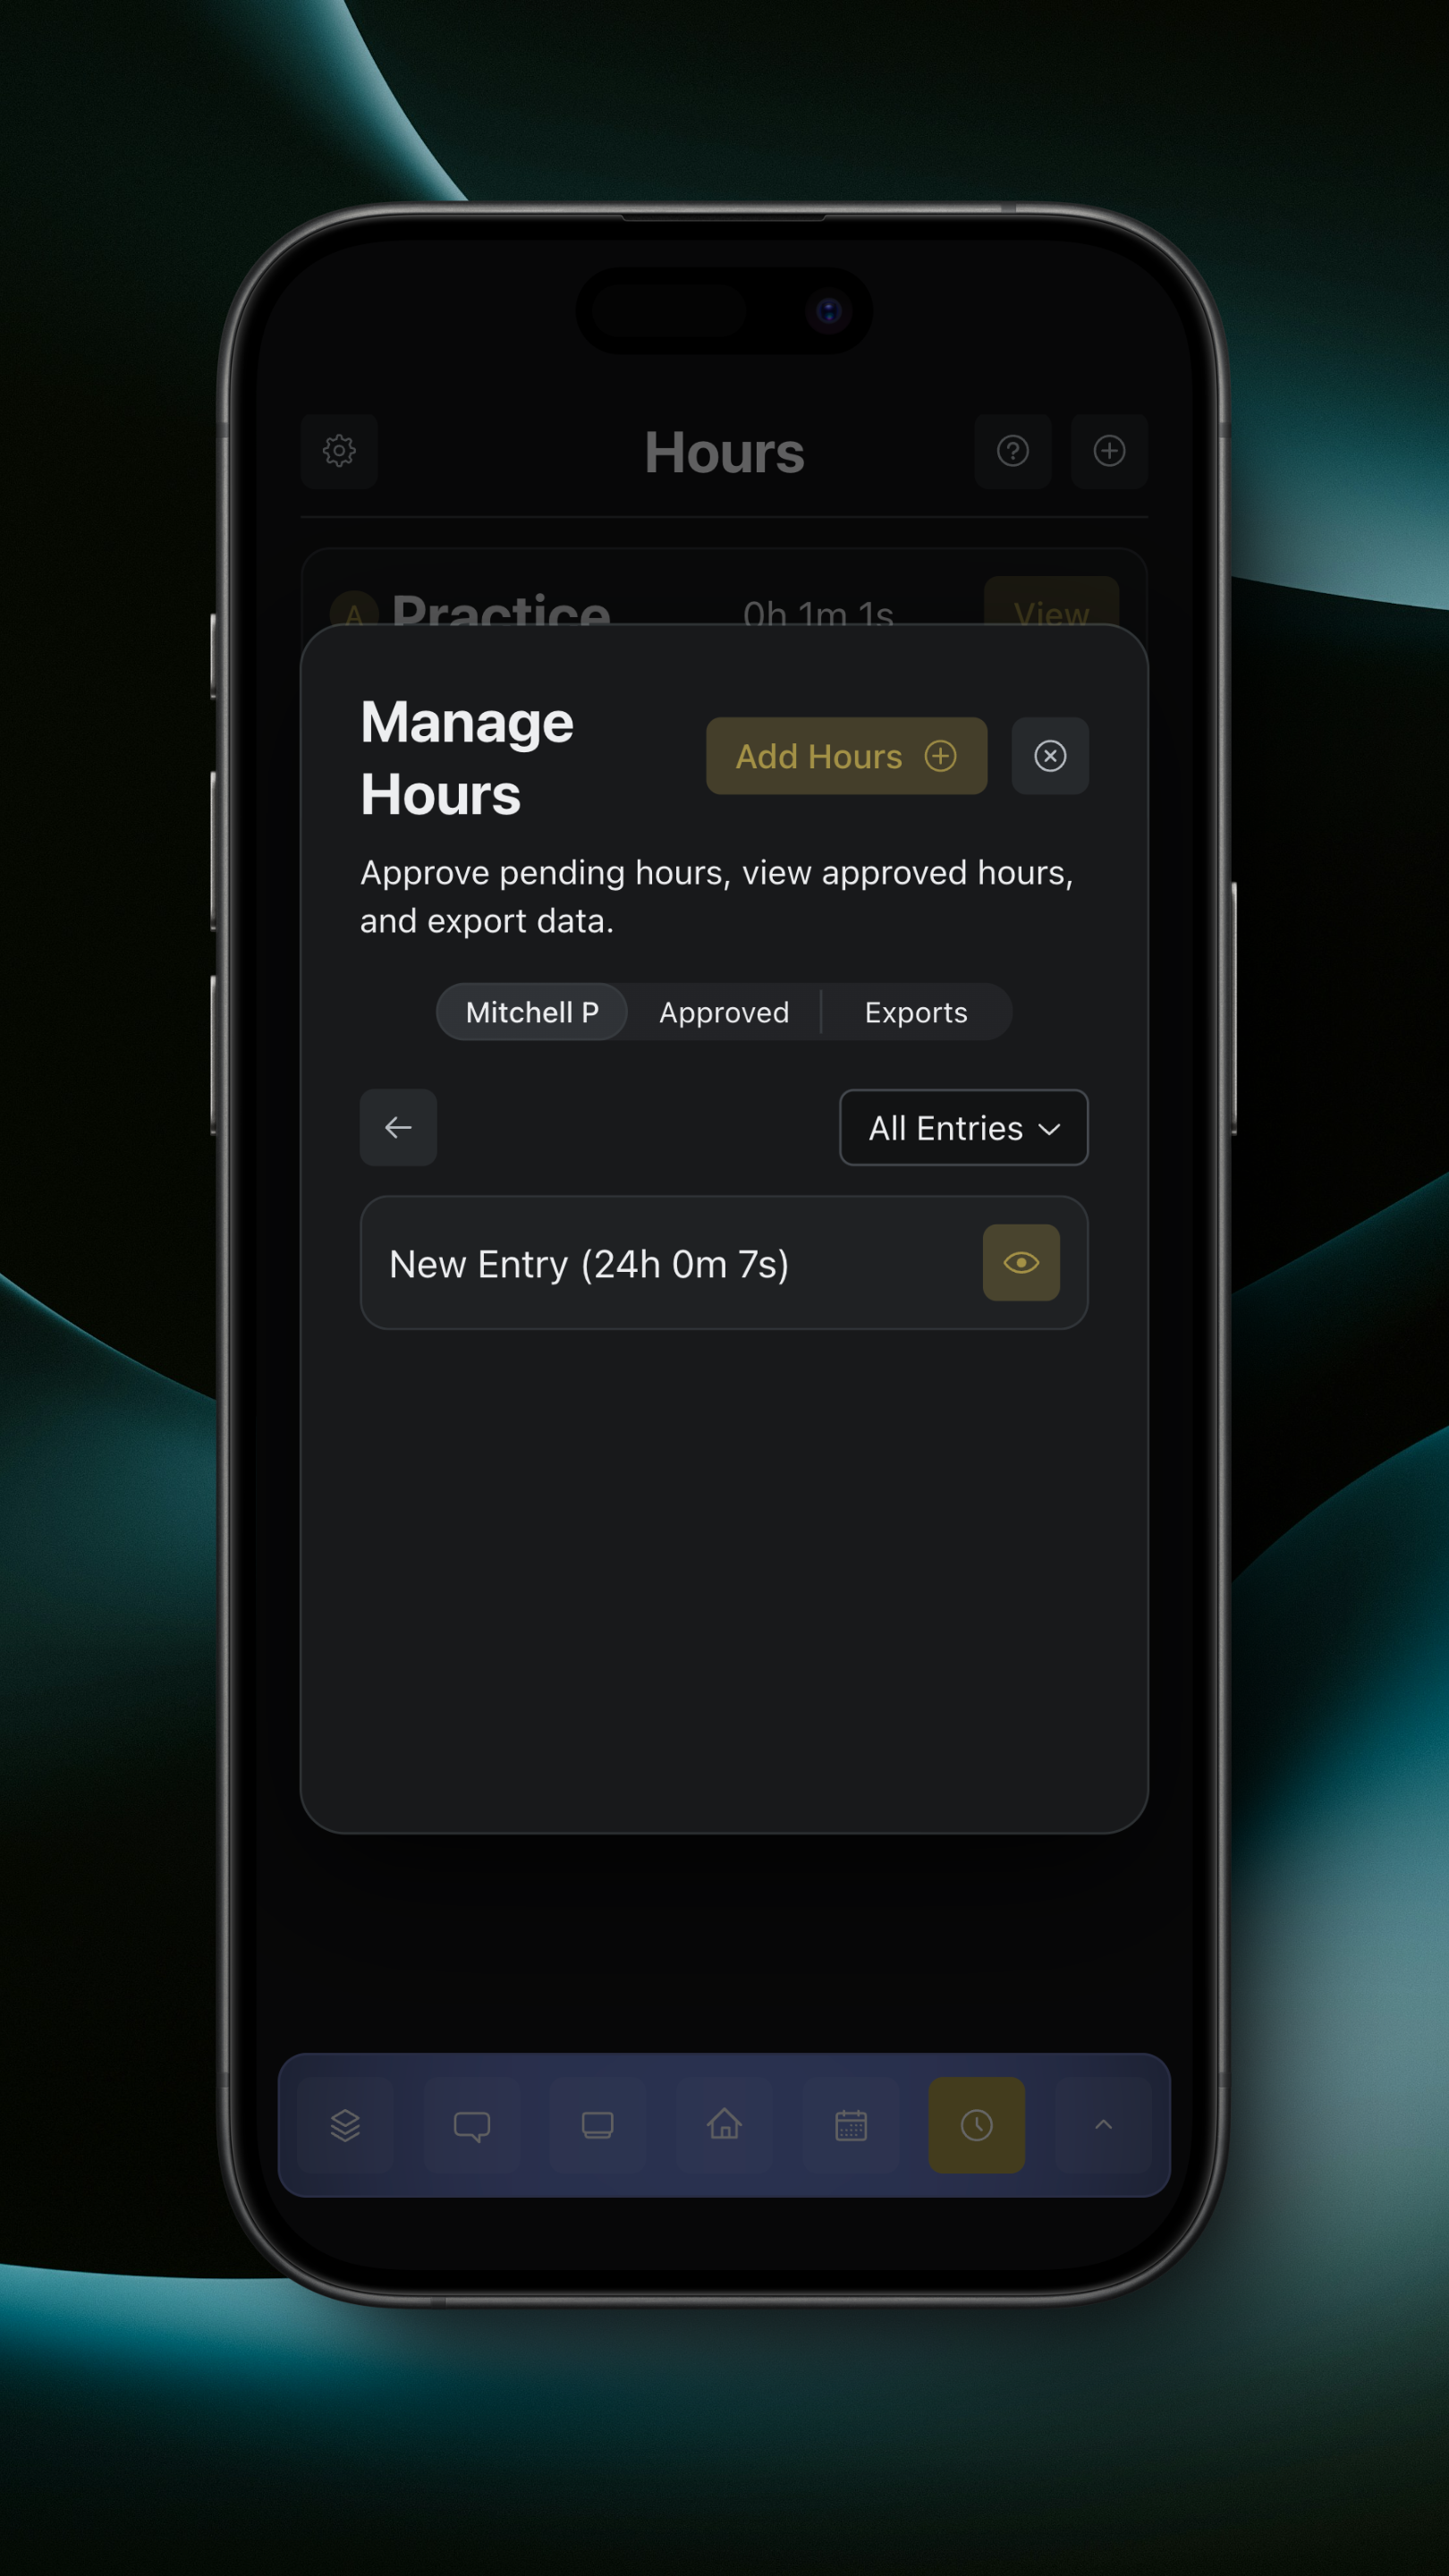 Hours
A Practice 0h 1m 1s View
Manage
Hours
Add Hours
Approve pending hours, view approved hours,
and export data.
Mitchell P Approved Exports
All Entries
New Entry (24h 0m 7s)